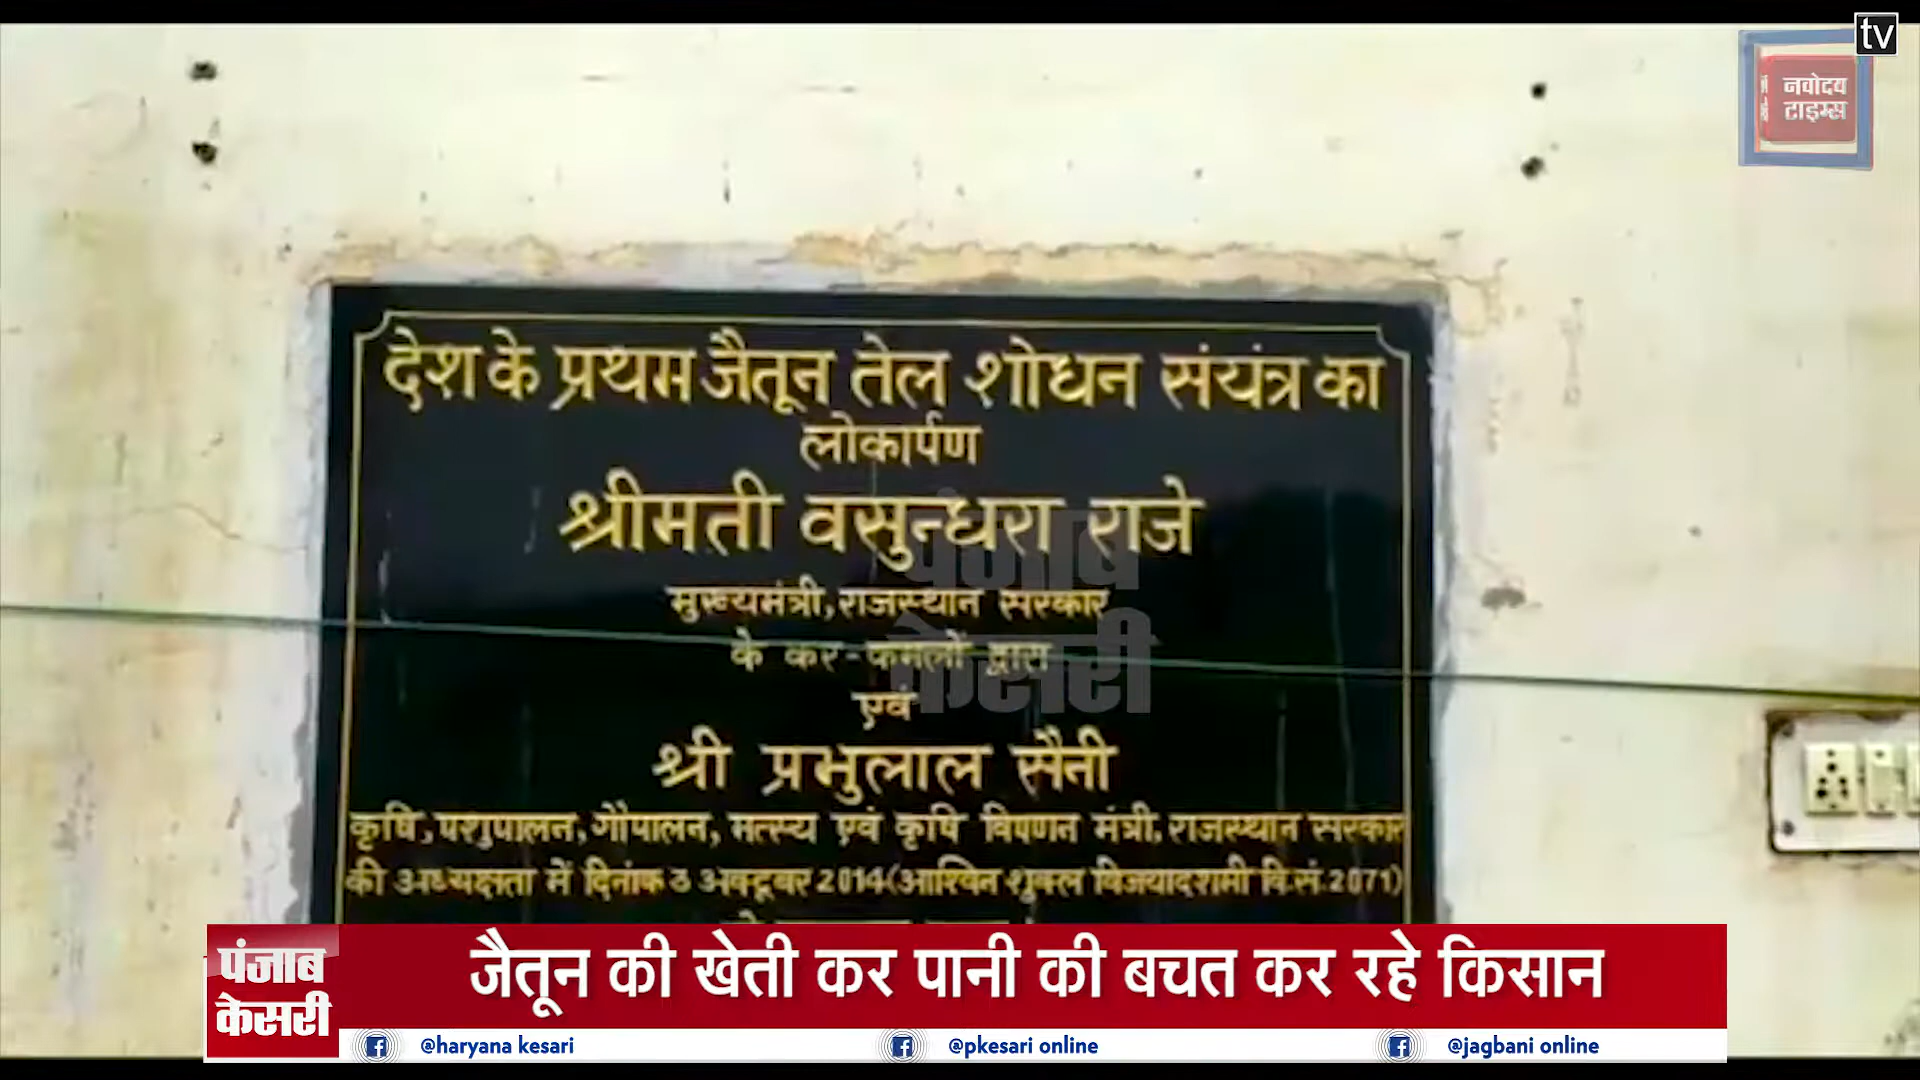 tv
नवोदय
टाइम्स
देश के प्रथम जैतून तेल शोधन संयंत्र का
लोकार्पण
श्रीमती वसुन्धरा राजे
मुख्यमंत्री, राजस्थान सरकार
के कर-कमलों द्वारा
एवं
श्री प्रभुलाल सैनी
कृषि, पशुपालन, गौपालन, मत्स्य एवं कृषि विपणन मंत्री, राजस्थान सरकार
की अध्यक्षता में दिनांक 3 अक्टूबर 2014(आश्विन शुक्ल विजयादशमी वि.सं. 2071)
पंजाब
केसरी
पंजाब
केसरी
जैतून की खेती कर पानी की बचत कर रहे किसान
@haryana kesari
@pkesari online
@jagbani online